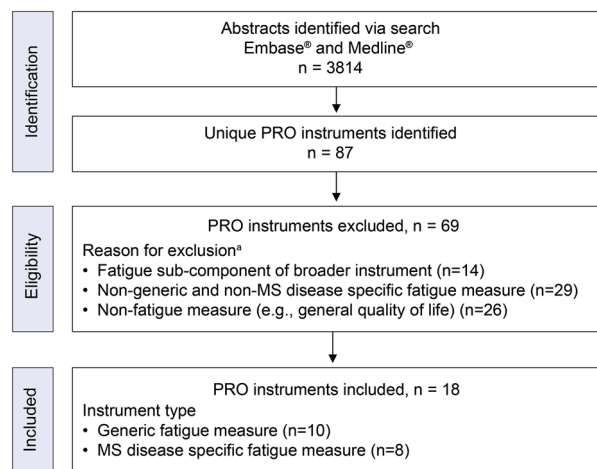 Identification
Abstracts identified via search
Embase® and Medline®
n = 3814
Unique PRO instruments identified
n = 87
Eligibility
PRO instruments excluded, n = 69
Reason for exclusionᵃ
• Fatigue sub-component of broader instrument (n=14)
• Non-generic and non-MS disease specific fatigue measure (n=29)
• Non-fatigue measure (e.g., general quality of life) (n=26)
Included
PRO instruments included, n = 18
Instrument type
• Generic fatigue measure (n=10)
• MS disease specific fatigue measure (n=8)